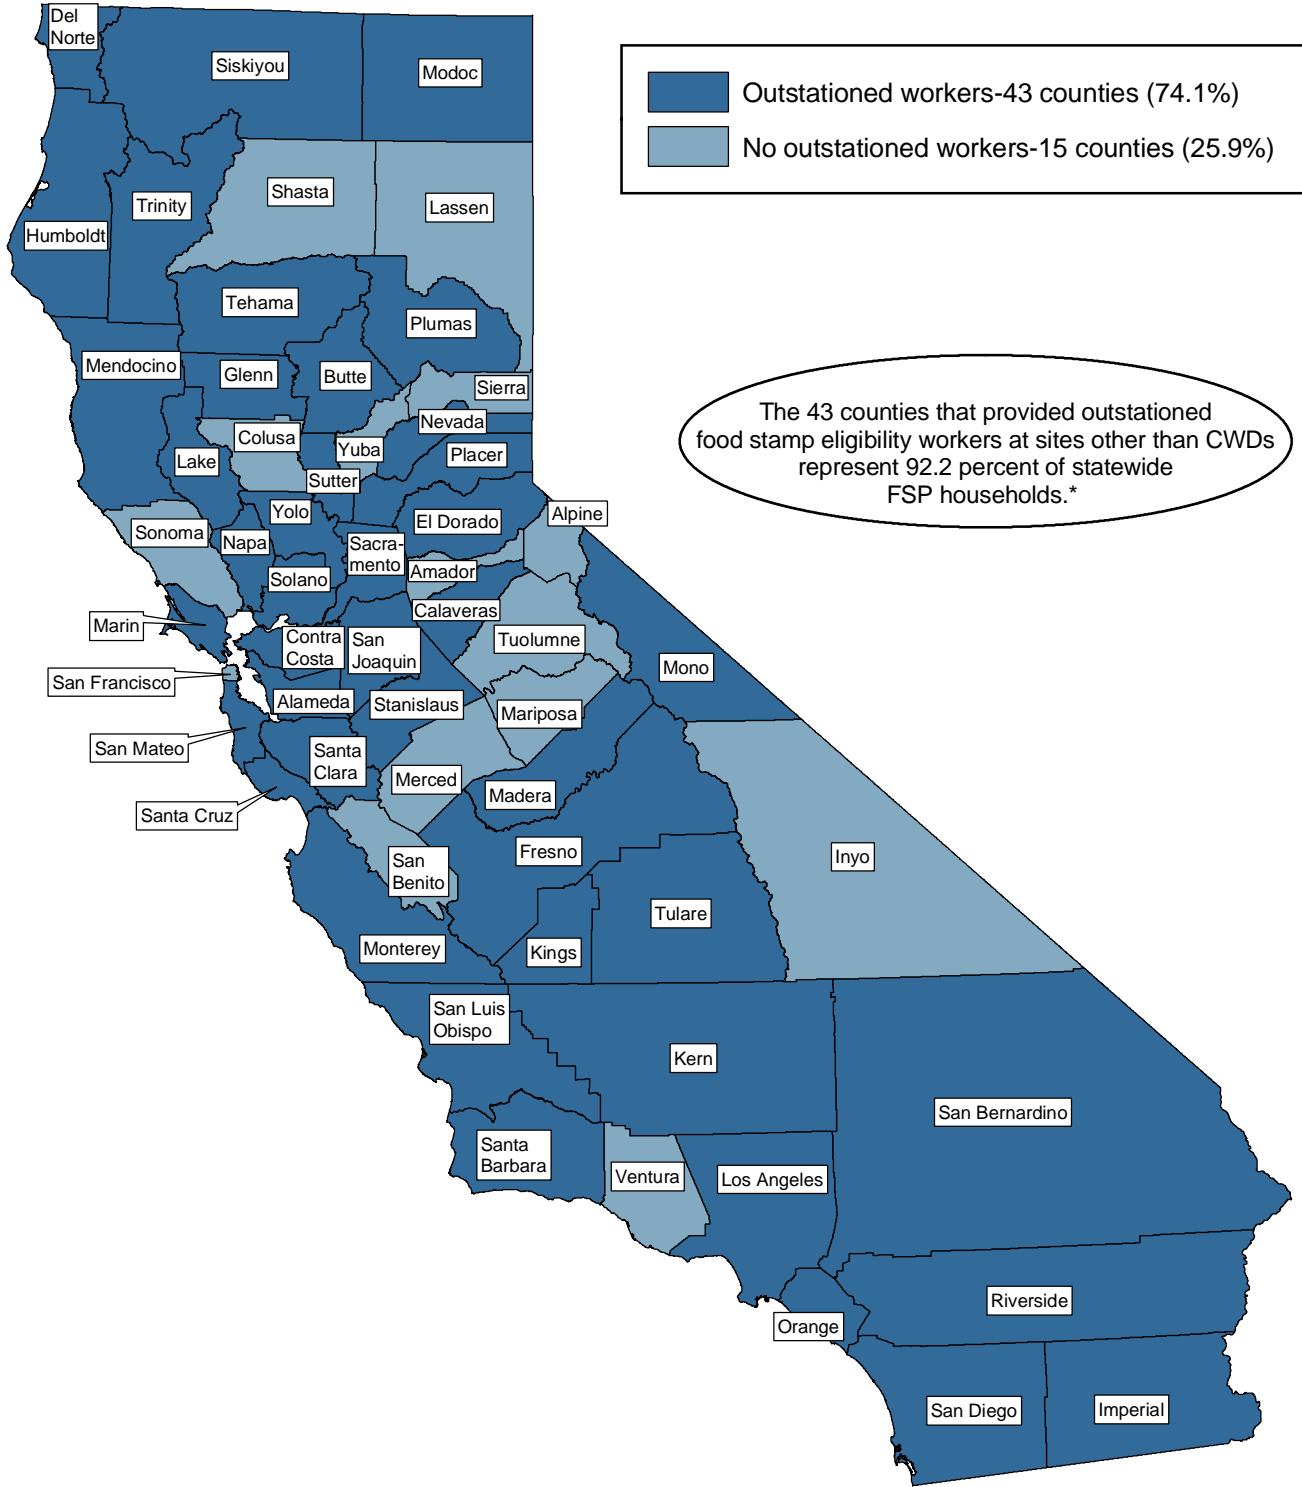 Del
Norte
Siskiyou
Modoc
Outstationed workers-43 counties (74.1%)
No outstationed workers-15 counties (25.9%)
Shasta
Lassen
Trinity
Humboldt
Tehama
Plumas
Mendocino
Glenn
Butte
Sierra
The 43 counties that provided outstationed
food stamp eligibility workers at sites other than CWDs
represent 92.2 percent of statewide
FSP households.*
Nevada
Colusa
Yuba
Placer
Lake
Sutter
Yolo
El Dorado
Alpine
Sonoma
Napa
Sacra-
mento
Solano
Amador
Calaveras
Marin
Contra
Costa
San
Joaquin
Tuolumne
Mono
San Francisco
Alameda
Stanislaus
Mariposa
San Mateo
Santa
Clara
Merced
Madera
Santa Cruz
Fresno
Inyo
San
Benito
Tulare
Monterey
Kings
San Luis
Obispo
Kern
San Bernardino
Santa
Barbara
Ventura
Los Angeles
Riverside
Orange
San Diego
Imperial